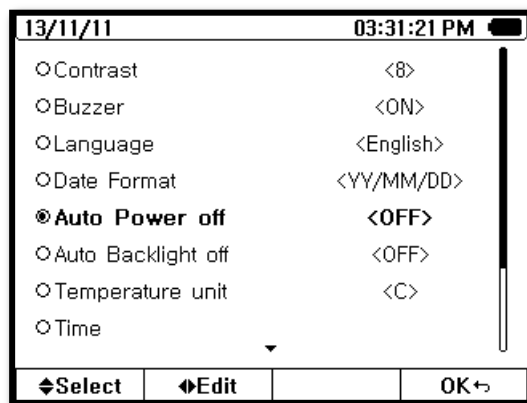 13/11/11 03:31:21 PM
Contrast <8>
Buzzer <ON>
Language <English>
Date Format <YY/MM/DD>
Auto Power off <OFF>
Auto Backlight off <OFF>
Temperature unit <C>
Time
Select Edit OK